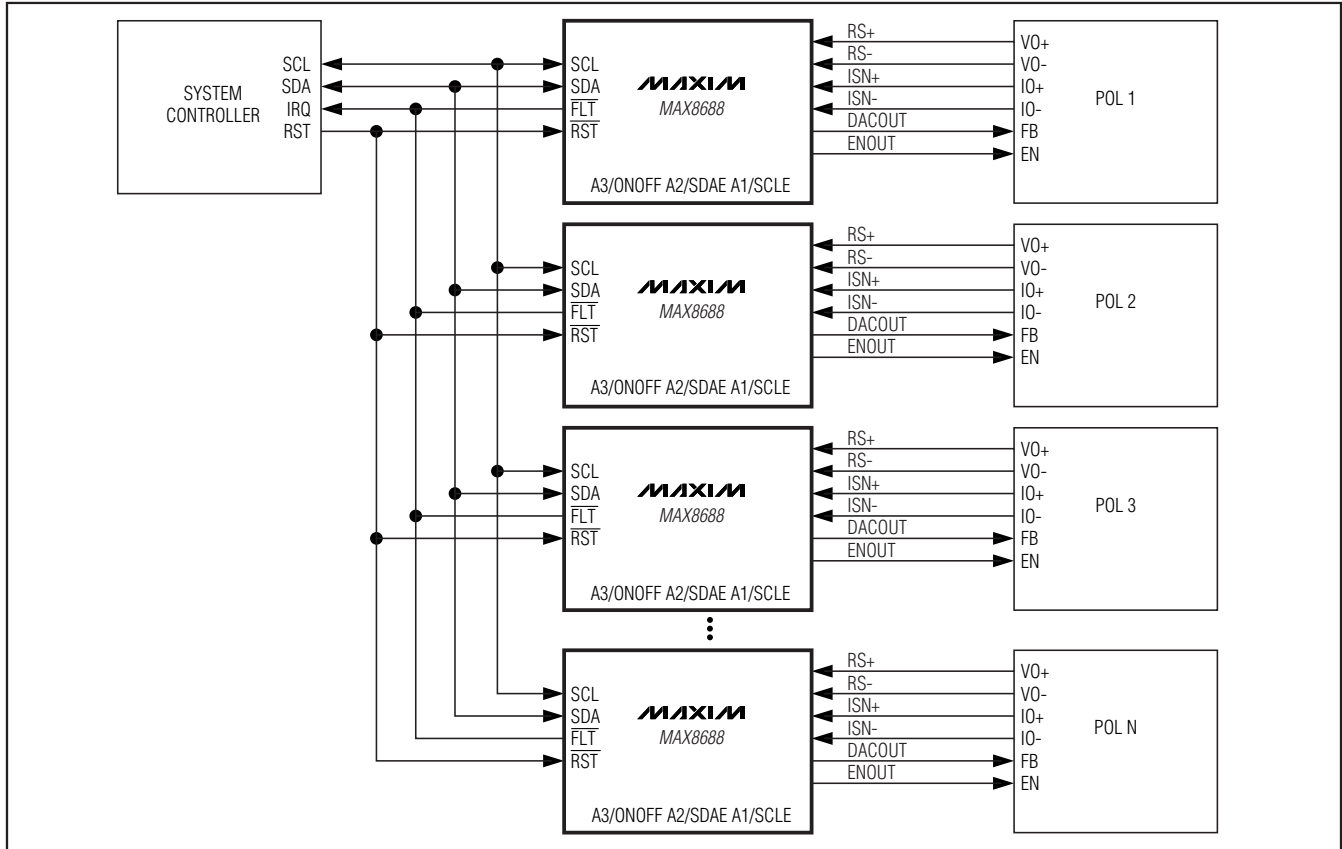 SYSTEM
CONTROLLER
SCL
SDA
IRQ
RST
SCL
SDA
FLT
RST
MAXIM
MAX8688
A3/ONOFF A2/SDAE A1/SCLE
RS+
RS-
ISN+
ISN-
DACOUT
ENOUT
VO+
VO-
IO+
IO-
FB
EN
POL 1
SCL
SDA
FLT
RST
MAXIM
MAX8688
A3/ONOFF A2/SDAE A1/SCLE
RS+
RS-
ISN+
ISN-
DACOUT
ENOUT
VO+
VO-
IO+
IO-
FB
EN
POL 2
SCL
SDA
FLT
RST
MAXIM
MAX8688
A3/ONOFF A2/SDAE A1/SCLE
RS+
RS-
ISN+
ISN-
DACOUT
ENOUT
VO+
VO-
IO+
IO-
FB
EN
POL 3
SCL
SDA
FLT
RST
MAXIM
MAX8688
A3/ONOFF A2/SDAE A1/SCLE
RS+
RS-
ISN+
ISN-
DACOUT
ENOUT
VO+
VO-
IO+
IO-
FB
EN
POL N